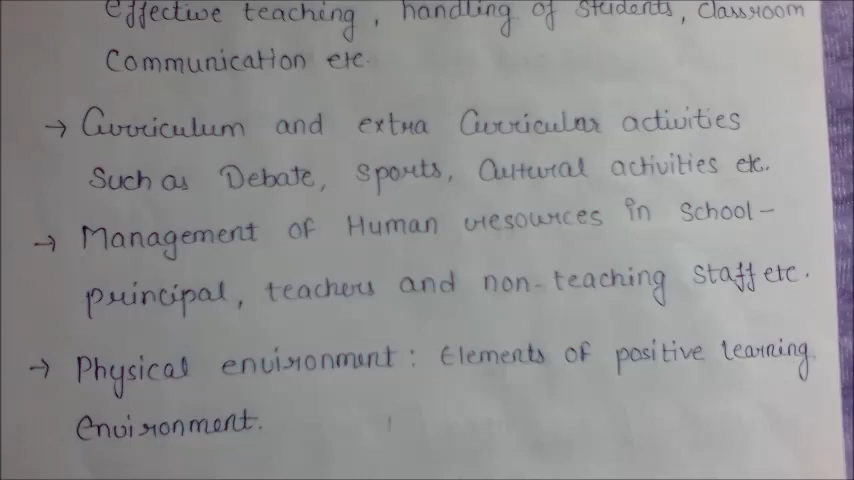 Effective teaching, handling of students, classroom
Communication etc.
→ Curriculum and extra Curricular activities
Such as Debate, Sports, Cultural activities etc.
→ Management of Human resources in School-
principal, teachers and non-teaching staff etc.
→ Physical environment: Elements of positive learning
environment.